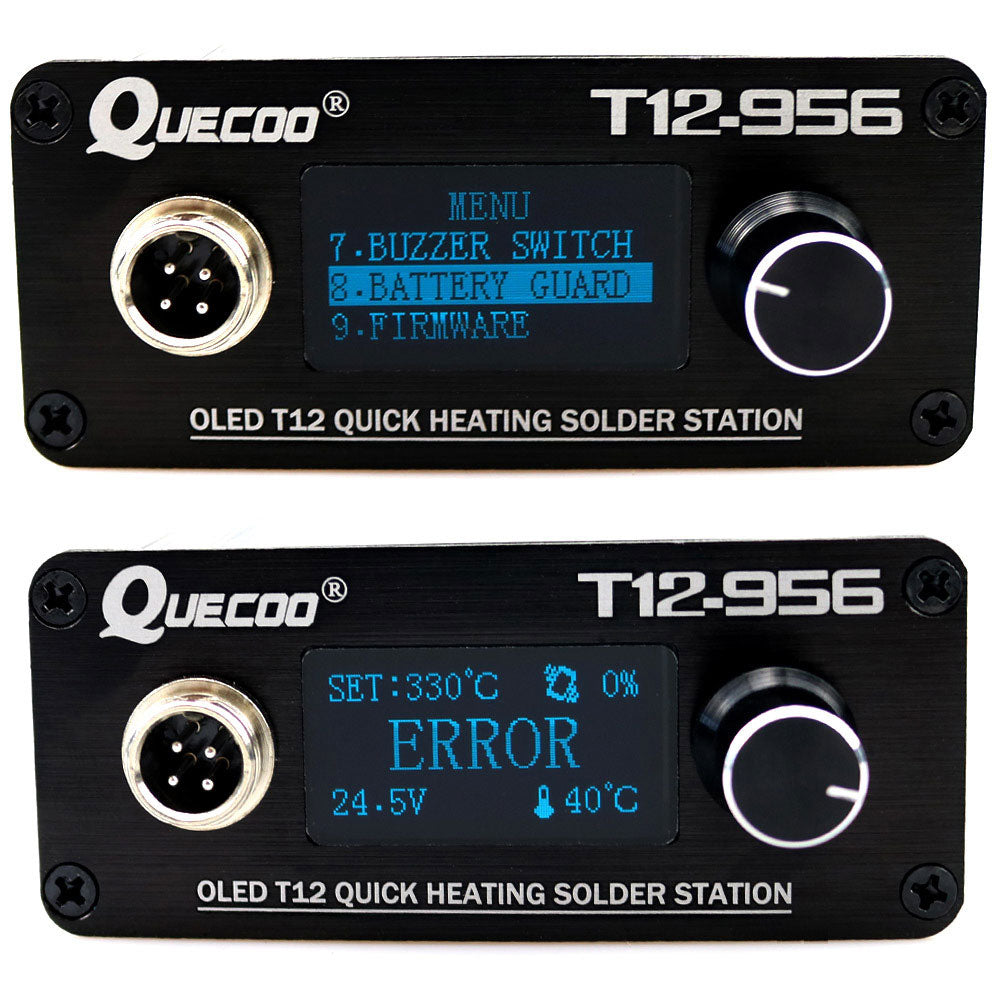 QUECOO®
T12-956
MENU
7.BUZZER SWITCH
8.BATTERY GUARD
9.FIRMWARE
OLED T12 QUICK HEATING SOLDER STATION
QUECOO®
T12-956
SET:330℃ 0%
ERROR
24.5V 40℃
OLED T12 QUICK HEATING SOLDER STATION